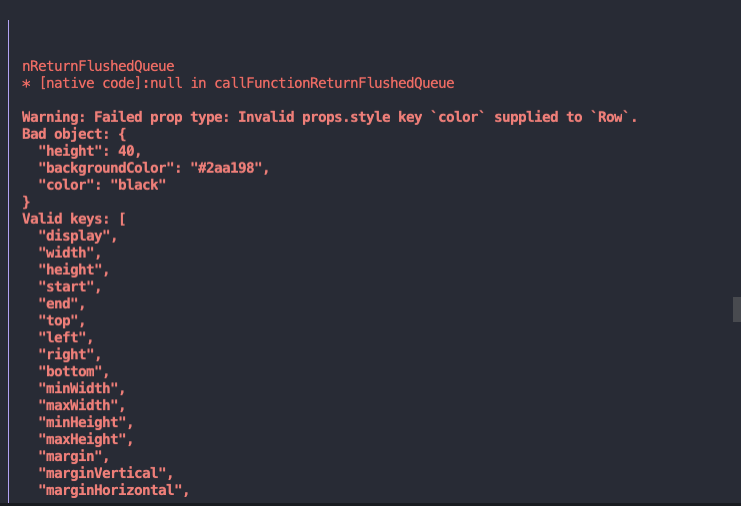 nReturnFlushedQueue
* [native code]:null in callFunctionReturnFlushedQueue
Warning: Failed prop type: Invalid props.style key `color` supplied to `Row`.
Bad object: {
  "height": 40,
  "backgroundColor": "#2aa198",
  "color": "black"
}
Valid keys: [
  "display",
  "width",
  "height",
  "start",
  "end",
  "top",
  "left",
  "right",
  "bottom",
  "minWidth",
  "maxWidth",
  "minHeight",
  "maxHeight",
  "margin",
  "marginVertical",
  "marginHorizontal",